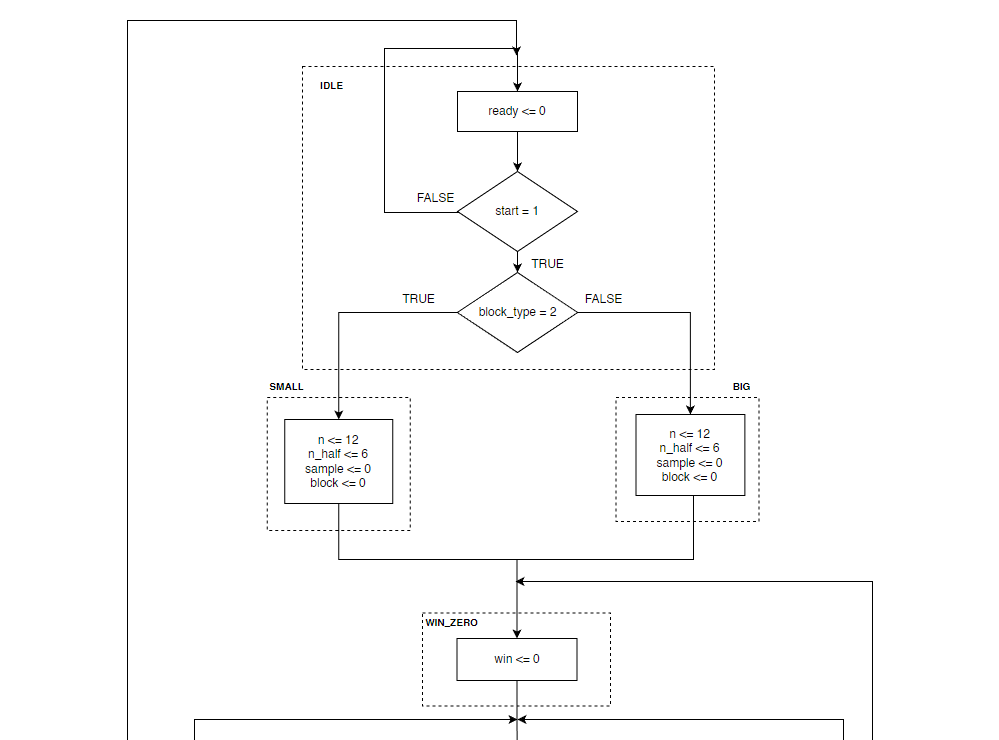 IDLE
ready <= 0
FALSE
start = 1
TRUE
TRUE
block_type = 2
FALSE
SMALL
BIG
n <= 12
n_half <= 6
sample <= 0
block <= 0
n <= 12
n_half <= 6
sample <= 0
block <= 0
WIN_ZERO
win <= 0